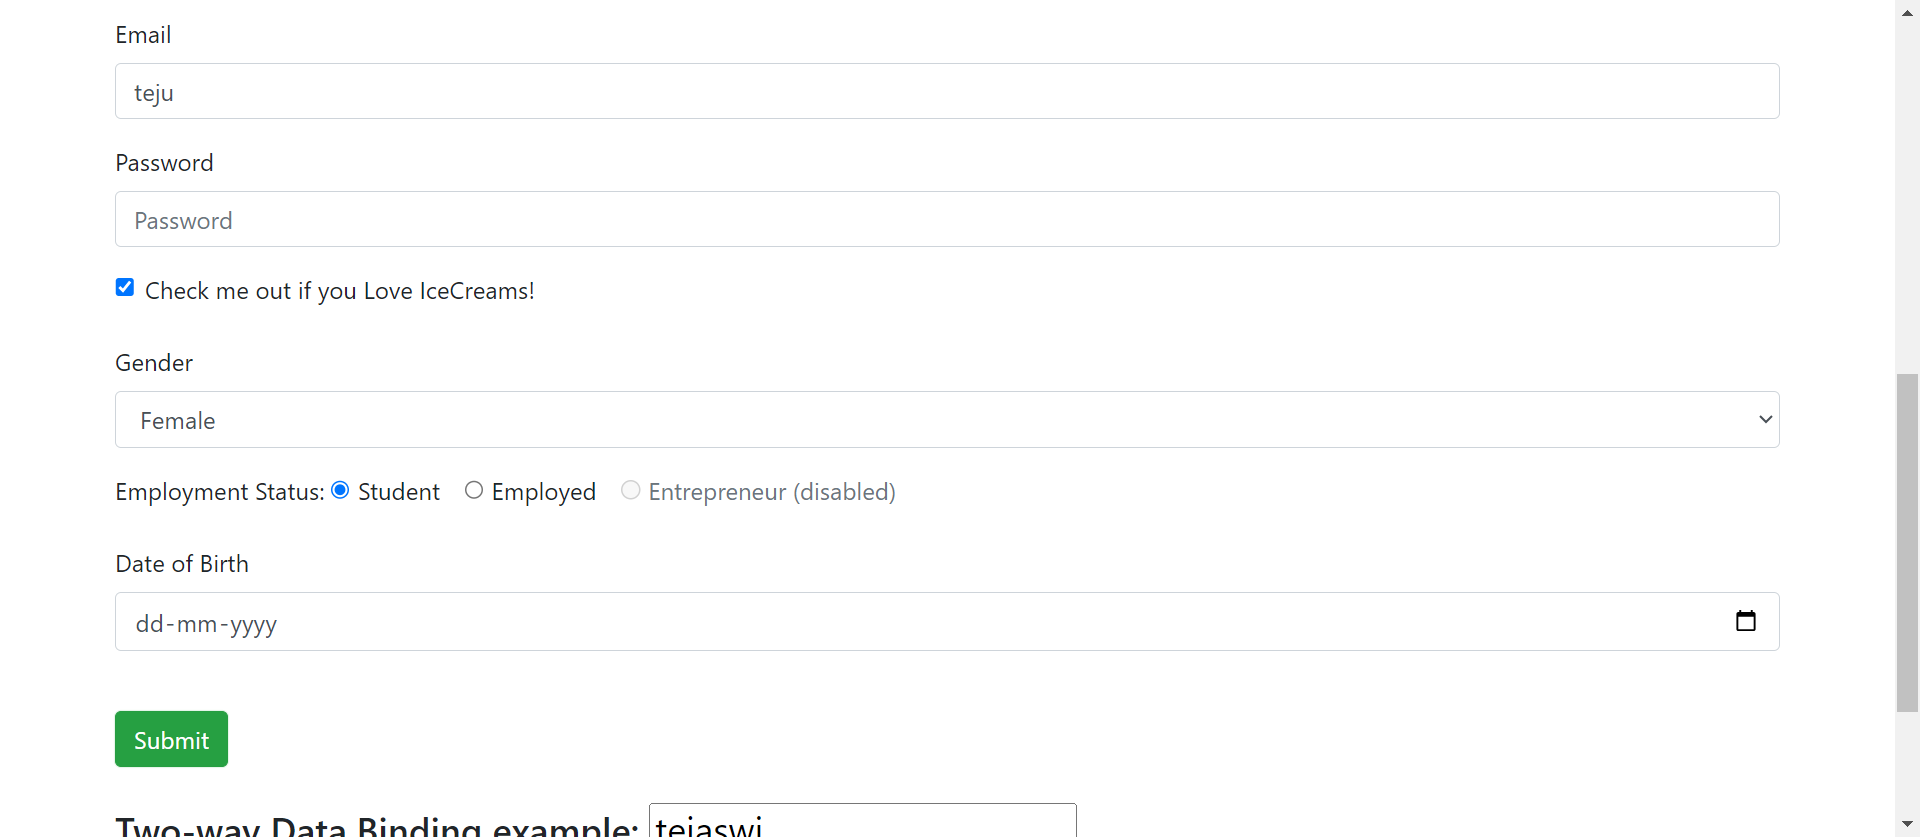 Email
teju
Password
Password
Check me out if you Love IceCreams!
Gender
Female
Employment Status: Student Employed Entrepreneur (disabled)
Date of Birth
dd-mm-yyyy
Submit
Two-way Data Binding example: tejaswi